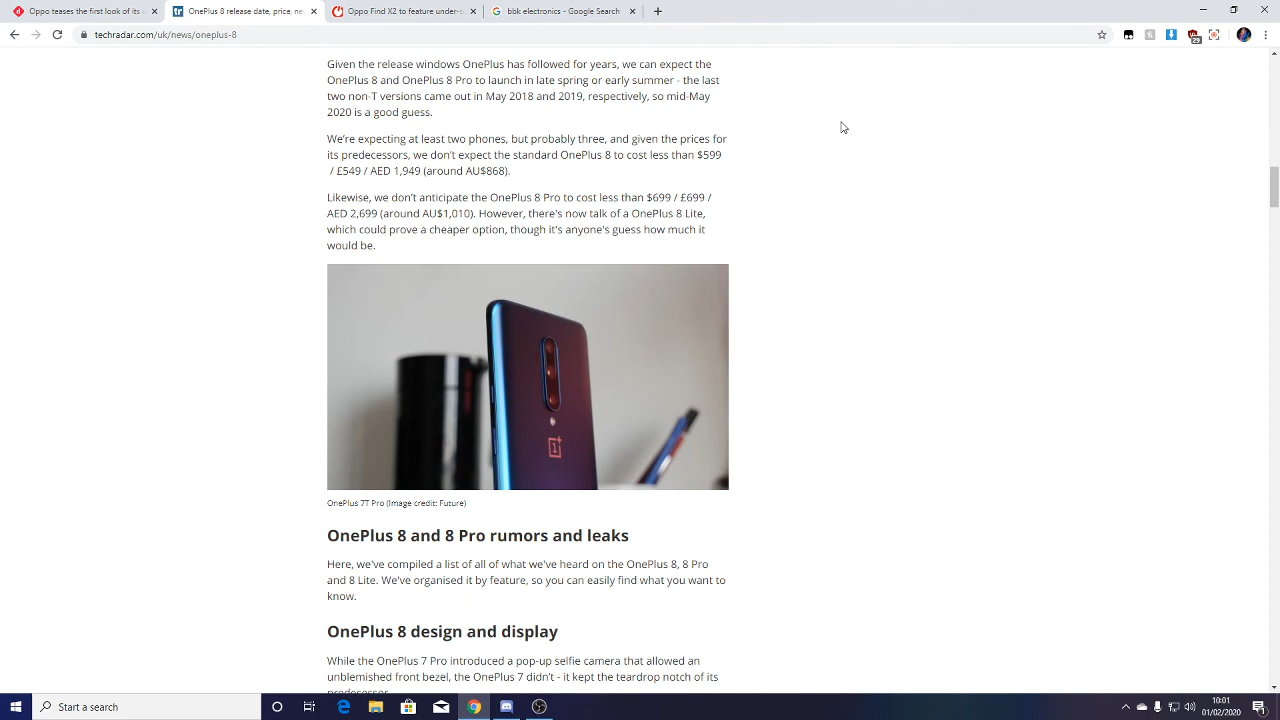 Oppo teases the first look of its
OnePlus 8 release date, price, ne
Oppo Find X2 to feature under-s
bbk electronics - Google Search
techradar.com/uk/news/oneplus-8
29
Given the release windows OnePlus has followed for years, we can expect the
OnePlus 8 and OnePlus 8 Pro to launch in late spring or early summer - the last
two non-T versions came out in May 2018 and 2019, respectively, so mid-May
2020 is a good guess.
We're expecting at least two phones, but probably three, and given the prices for
its predecessors, we don't expect the standard OnePlus 8 to cost less than $599
/ £549 / AED 1,949 (around AU$868).
Likewise, we don't anticipate the OnePlus 8 Pro to cost less than $699 / £699 /
AED 2,699 (around AU$1,010). However, there's now talk of a OnePlus 8 Lite,
which could prove a cheaper option, though it's anyone's guess how much it
would be.
OnePlus 7T Pro (Image credit: Future)
OnePlus 8 and 8 Pro rumors and leaks
Here, we've compiled a list of all of what we've heard on the OnePlus 8, 8 Pro
and 8 Lite. We've organised it by feature, so you can easily find what you want to
know.
OnePlus 8 design and display
While the OnePlus 7 Pro introduced a pop-up selfie camera that allowed an
unblemished front bezel, the OnePlus 7 didn't - it kept the teardrop notch of its
predecessor.
Start a search
10:01
01/02/2020